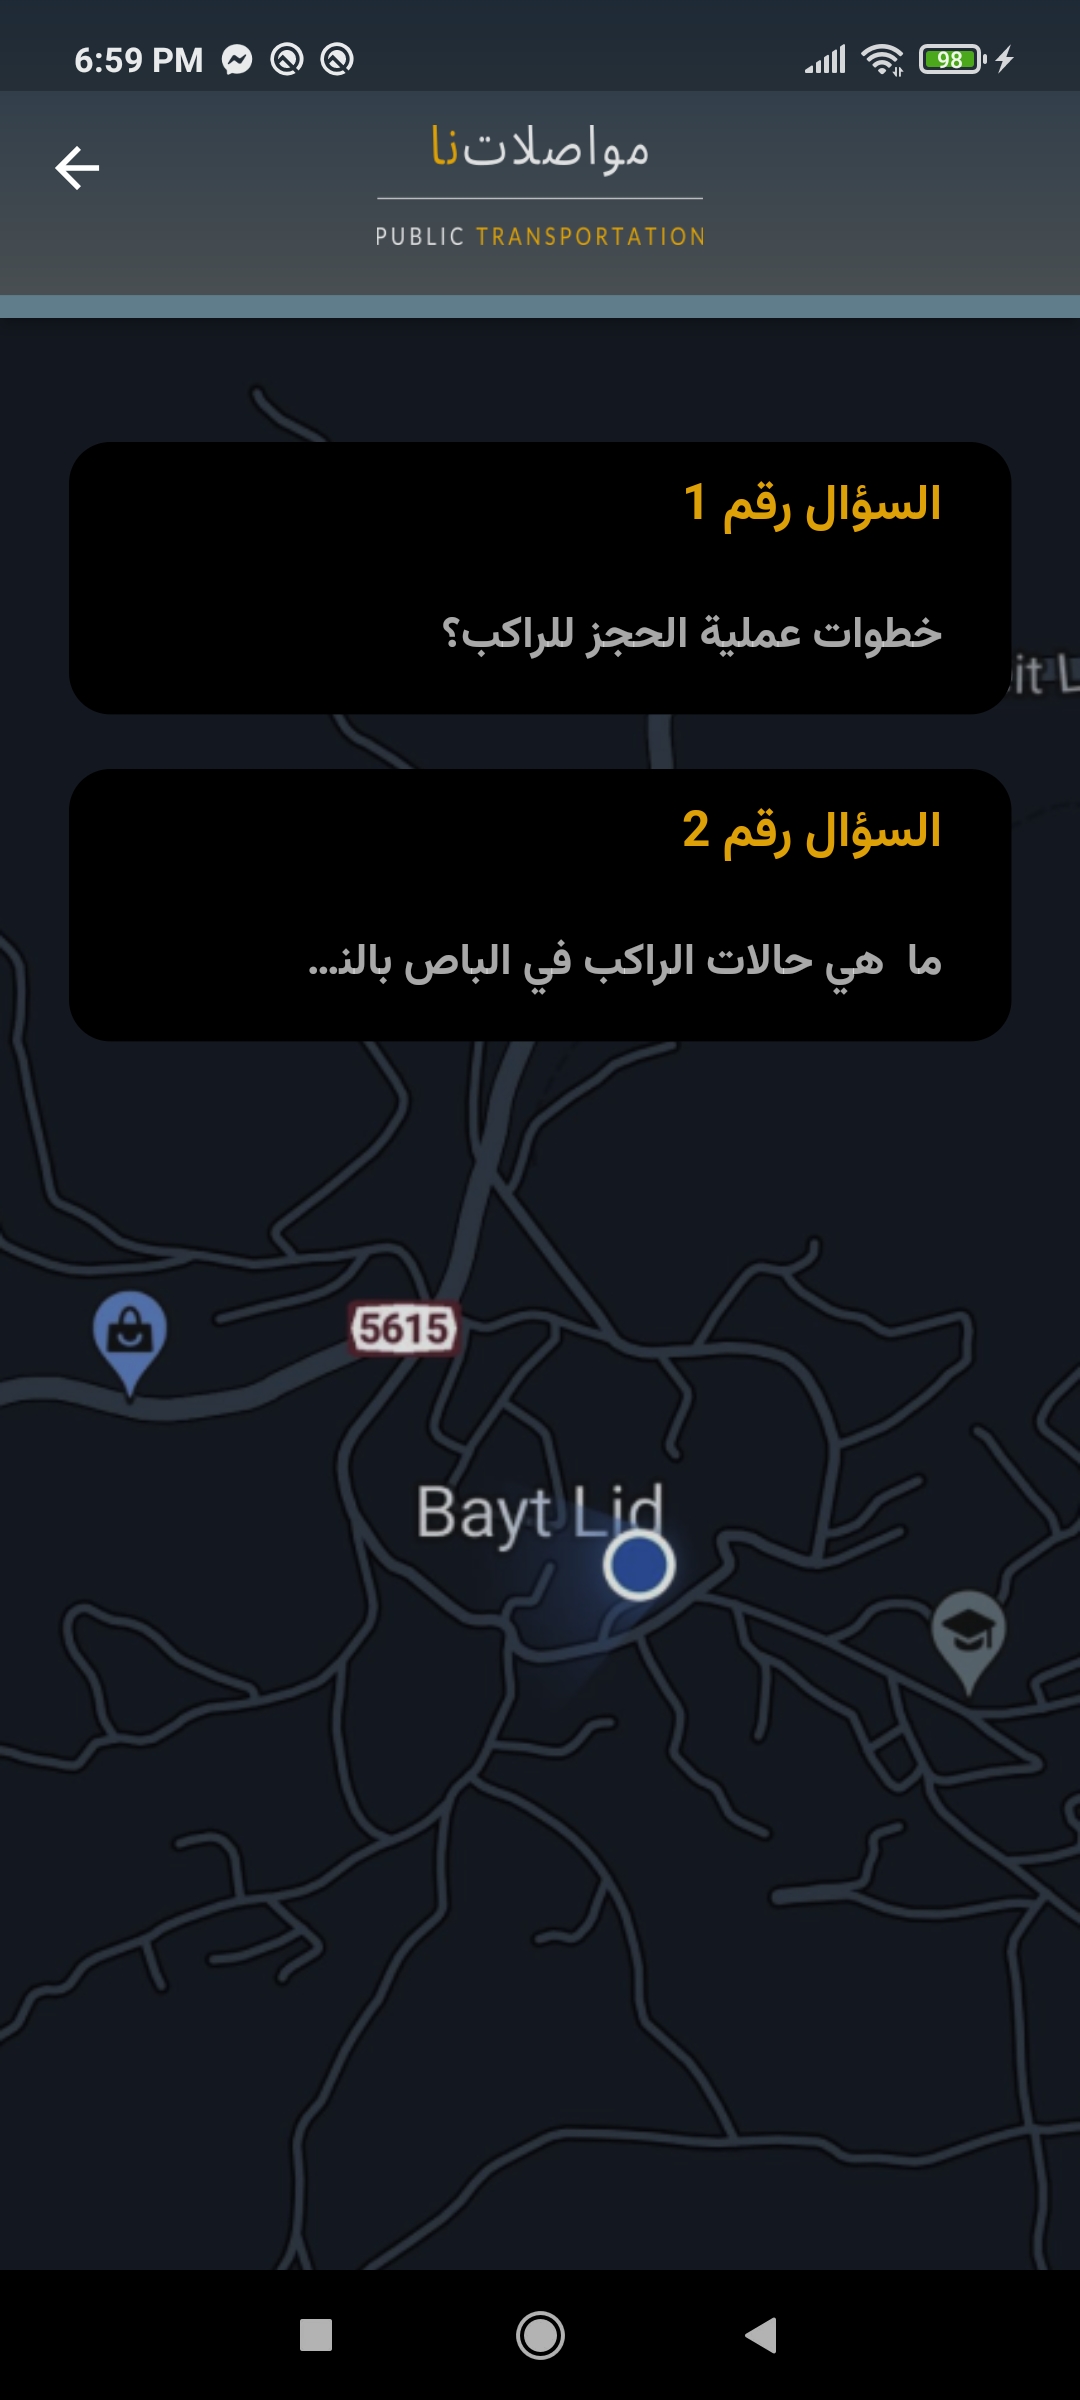 6:59 PM
98
مواصلاتنا
PUBLIC TRANSPORTATION
السؤال رقم 1
خطوات عملية الحجز للراكب؟
it L
السؤال رقم 2
ما هي حالات الراكب في الباص بالنـ...
5615
Bayt Lid